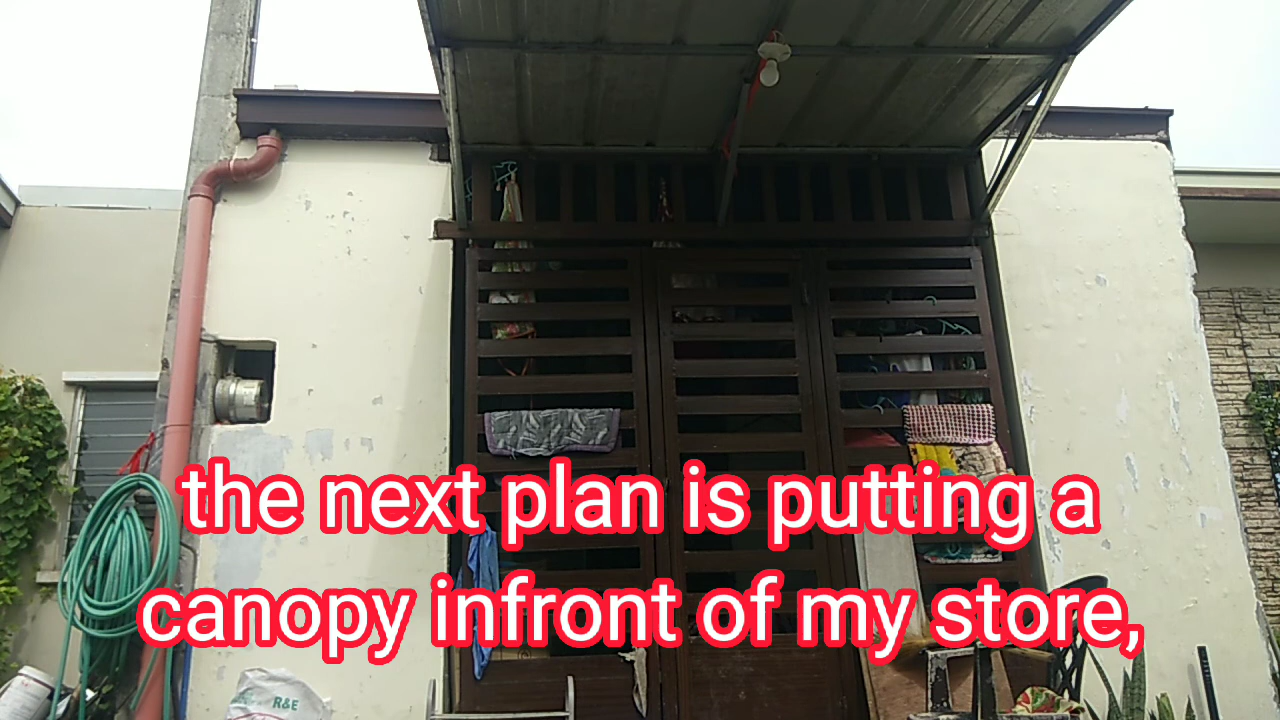 the next plan is putting a
canopy infront of my store,
R&E